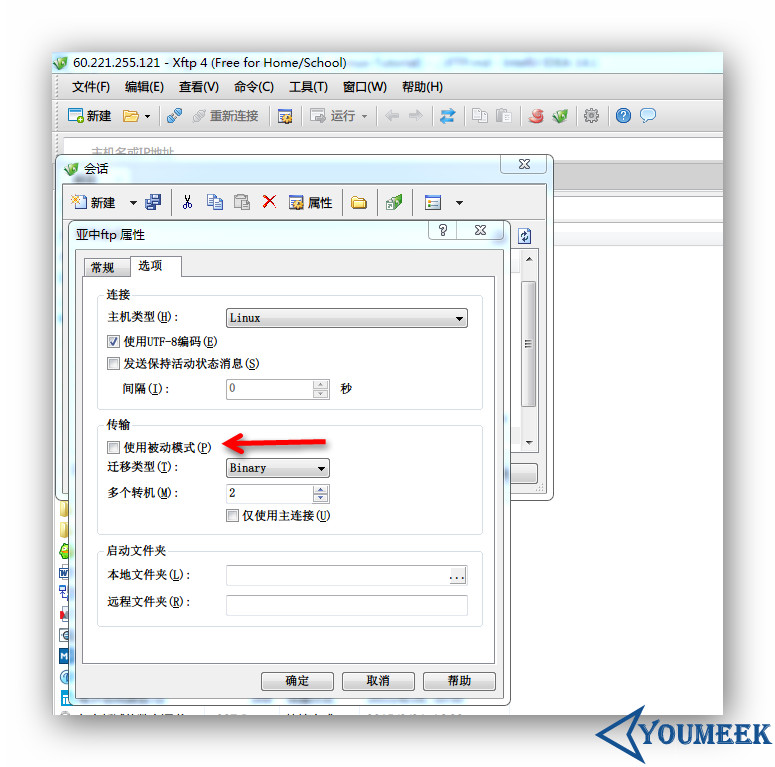 60.221.255.121 - Xftp 4 (Free for Home/School)
文件(F) 编辑(E) 查看(V) 命令(C) 工具(T) 窗口(W) 帮助(H)
新建 重新连接 运行
主机名或IP地址
会话
新建 属性
亚中ftp 属性
常规 选项
连接
主机类型(H): Linux
使用UTF-8编码(E)
发送保持活动状态消息(S)
间隔(I): 0 秒
传输
使用被动模式(P)
迁移类型(T): Binary
多个转机(M): 2
仅使用主连接(U)
启动文件夹
本地文件夹(L): ...
远程文件夹(R):
确定 取消 帮助
YOUMEEK